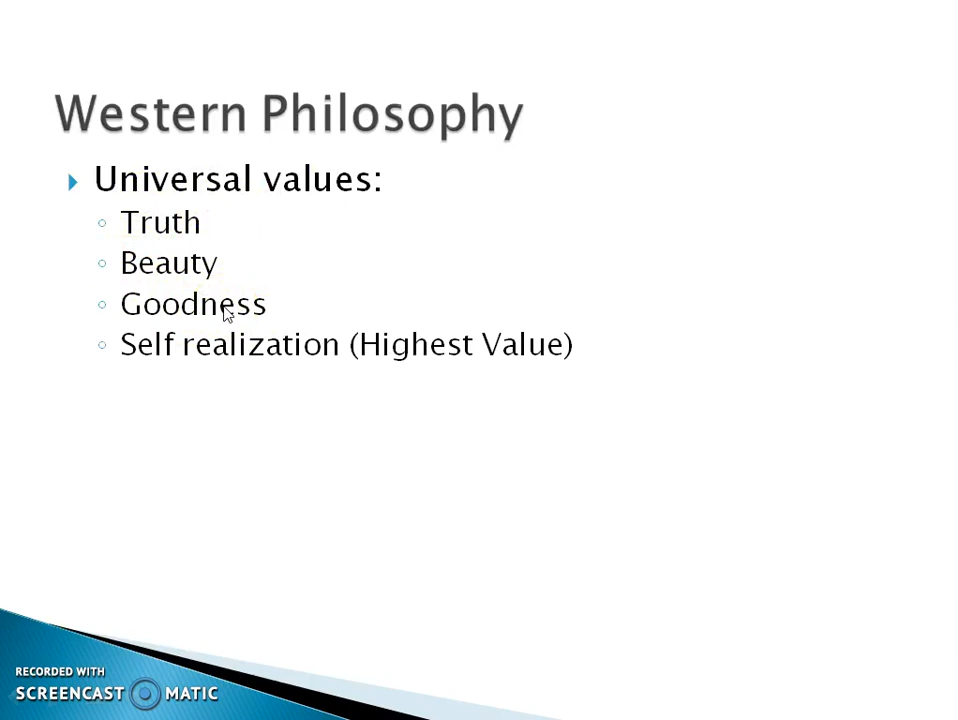 Western Philosophy
Universal values:
Truth
Beauty
Goodness
Self realization (Highest Value)
RECORDED WITH
SCREENCAST MATIC